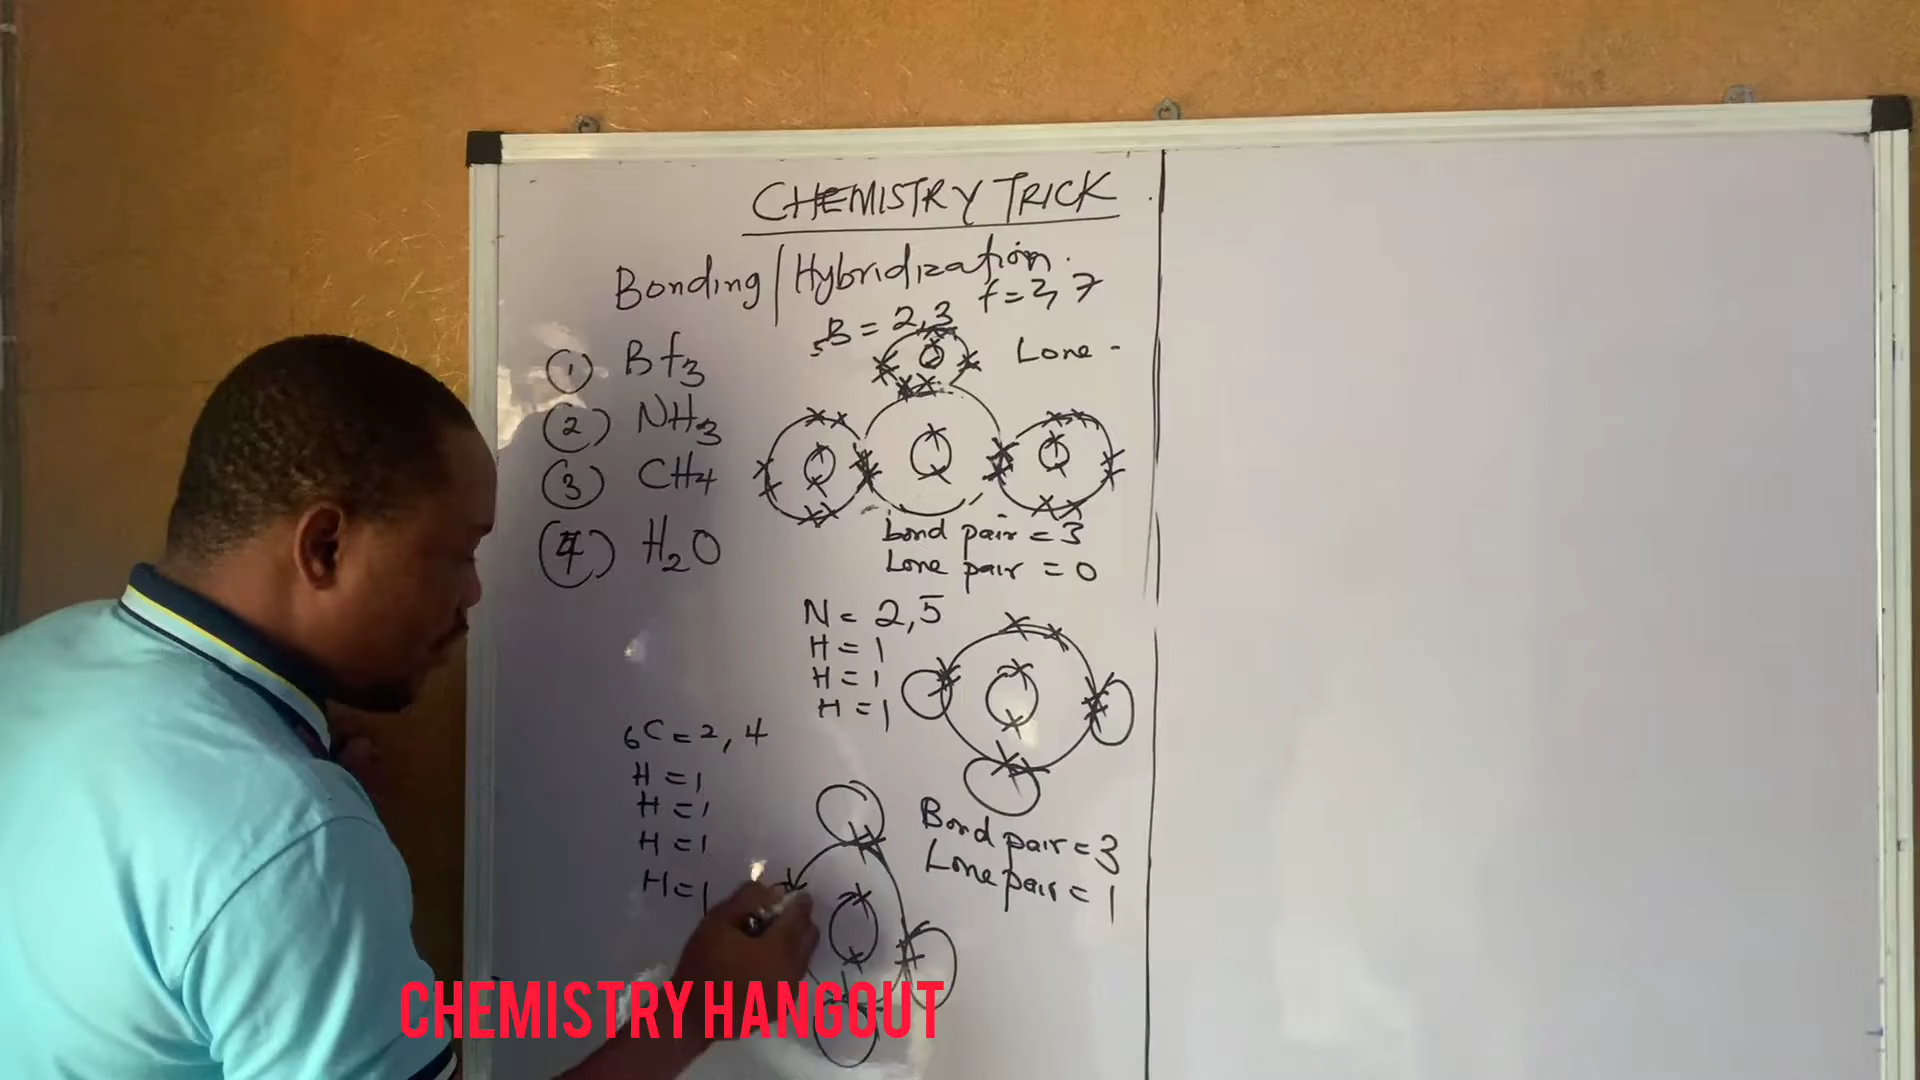 CHEMISTRY TRICK
Bonding/Hybridization.
f = 2, 7
5B = 2,3
Lone -
① Bf3
② NH3
③ CH4
④ H2O
bond pair = 3
Lone pair = 0
N = 2,5
H = 1
H = 1
H = 1
Bond pair = 3
Lone pair = 1
6C = 2, 4
H = 1
H = 1
H = 1
H = 1
CHEMISTRY HANGOUT